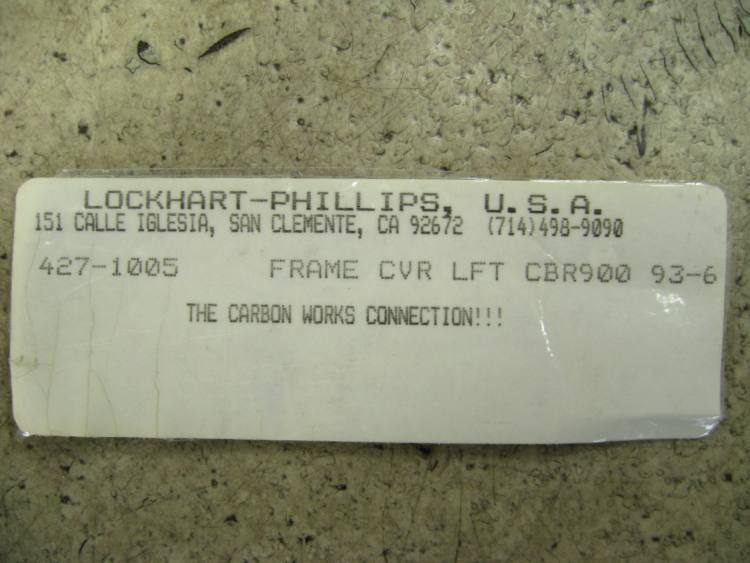 LOCKHART-PHILLIPS, U.S.A.
151 CALLE IGLESIA, SAN CLEMENTE, CA 92672 (714)498-9090
427-1005 FRAME CVR LFT CBR900 93-6
THE CARBON WORKS CONNECTION!!!